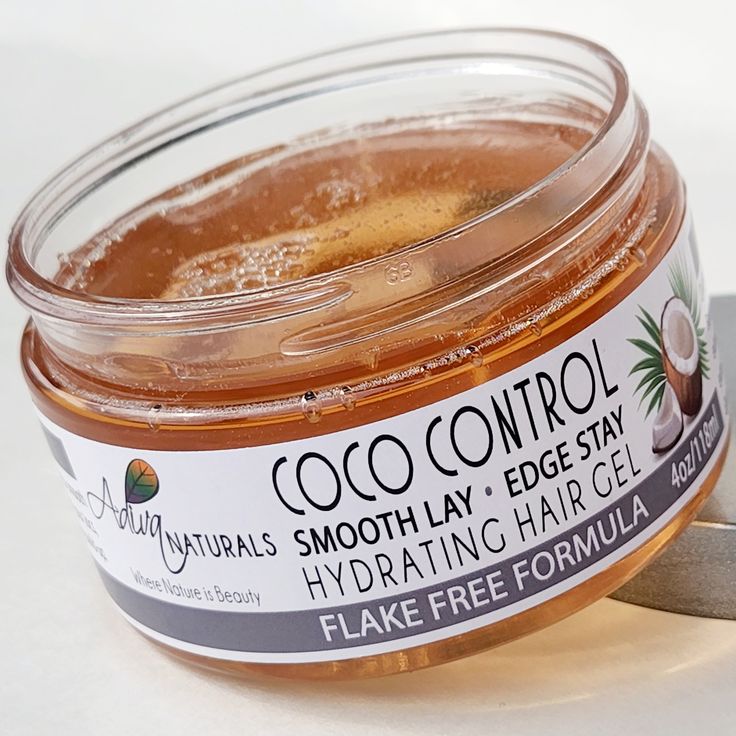 Adiva NATURALS
Where Nature is Beauty
COCO CONTROL
SMOOTH LAY • EDGE STAY
HYDRATING HAIR GEL
FLAKE FREE FORMULA
4oz/118ml